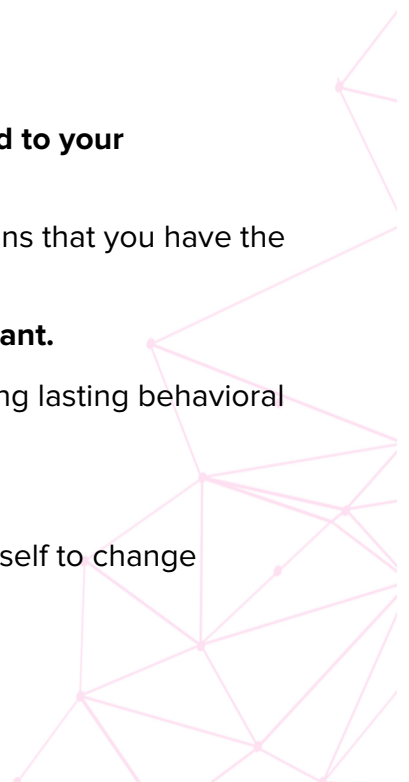 d to your
ns that you have the
ant.
ng lasting behavioral
self to change